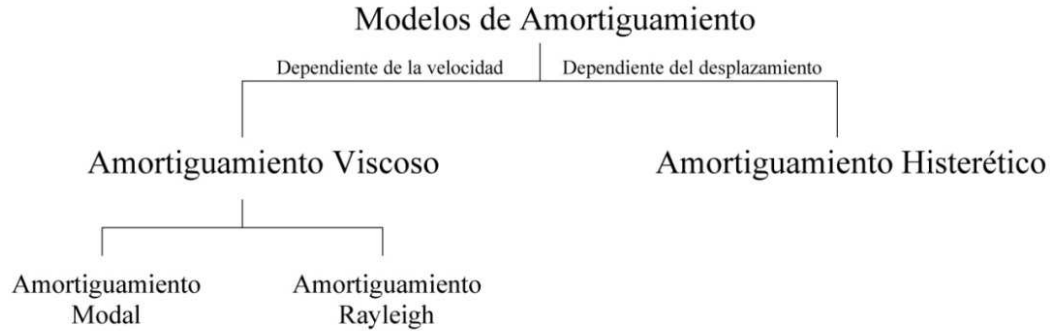 Modelos de Amortiguamiento
Dependiente de la velocidad
Dependiente del desplazamiento
Amortiguamiento Viscoso
Amortiguamiento Histerético
Amortiguamiento
Modal
Amortiguamiento
Rayleigh